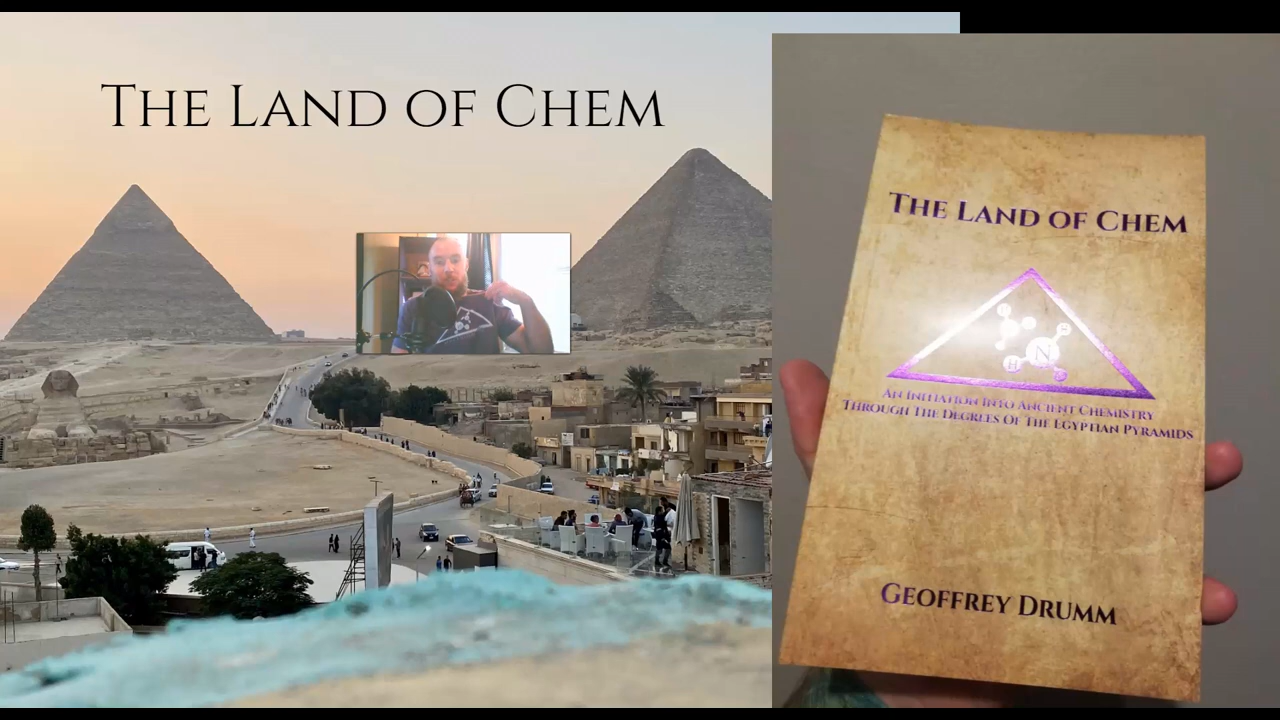 THE LAND OF CHEM
THE LAND OF CHEM
H
N
H
AN INITIATION INTO ANCIENT CHEMISTRY
THROUGH THE DEGREES OF THE EGYPTIAN PYRAMIDS
GEOFFREY DRUMM